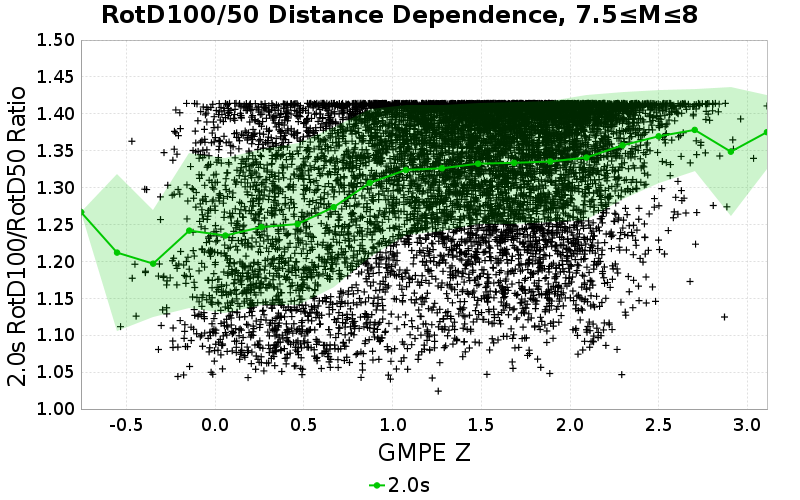 RotD100/50 Distance Dependence, 7.5≤M≤8
2.0s RotD100/RotD50 Ratio
1.50
1.45
1.40
1.35
1.30
1.25
1.20
1.15
1.10
1.05
1.00
-0.5 0.0 0.5 1.0 1.5 2.0 2.5 3.0
GMPE Z
2.0s